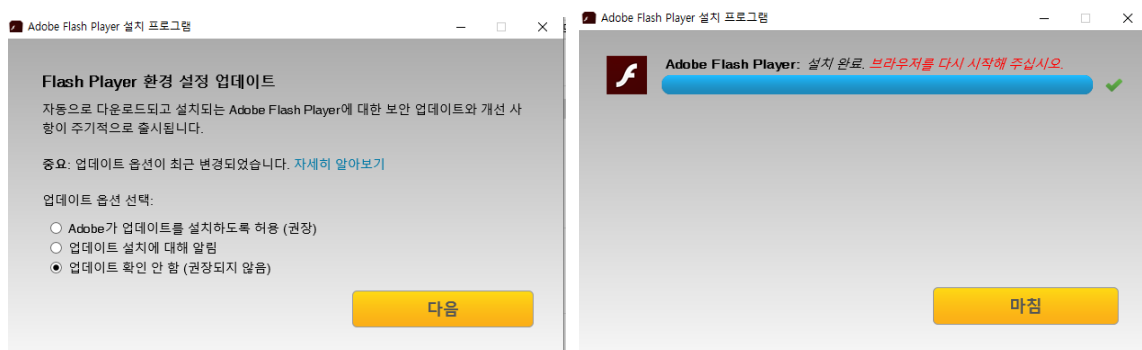 Adobe Flash Player 설치 프로그램
Flash Player 환경 설정 업데이트
자동으로 다운로드되고 설치되는 Adobe Flash Player에 대한 보안 업데이트와 개선 사
항이 주기적으로 출시됩니다.
중요: 업데이트 옵션이 최근 변경되었습니다. 자세히 알아보기
업데이트 옵션 선택:
Adobe가 업데이트를 설치하도록 허용 (권장)
업데이트 설치에 대해 알림
업데이트 확인 안 함 (권장되지 않음)
다음
Adobe Flash Player 설치 프로그램
Adobe Flash Player: 설치 완료. 브라우저를 다시 시작해 주십시오.
마침